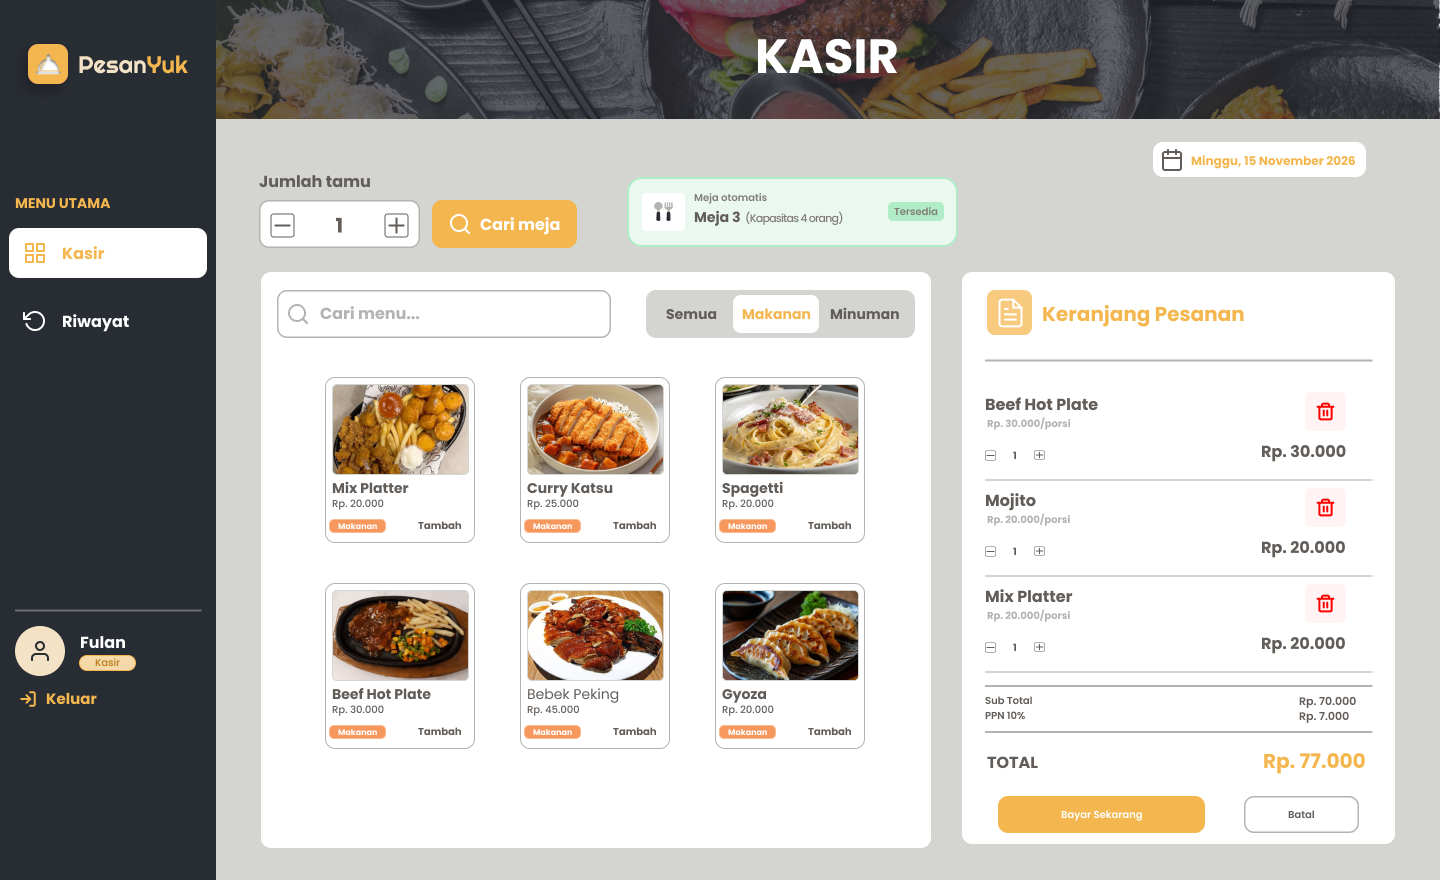 PesanYuk
MENU UTAMA
Kasir
Riwayat
Fulan
Kasir
Keluar
KASIR
Minggu, 15 November 2026
Jumlah tamu
1
Cari meja
Meja otomatis
Meja 3 (Kapasitas 4 orang)
Tersedia
Cari menu...
Semua
Makanan
Minuman
Mix Platter
Rp. 20.000
Makanan
Tambah
Curry Katsu
Rp. 25.000
Makanan
Tambah
Spagetti
Rp. 20.000
Makanan
Tambah
Beef Hot Plate
Rp. 30.000
Makanan
Tambah
Bebek Peking
Rp. 45.000
Makanan
Tambah
Gyoza
Rp. 20.000
Makanan
Tambah
Keranjang Pesanan
Beef Hot Plate
Rp. 30.000/porsi
1
Rp. 30.000
Mojito
Rp. 20.000/porsi
1
Rp. 20.000
Mix Platter
Rp. 20.000/porsi
1
Rp. 20.000
Sub Total Rp. 70.000
PPN 10% Rp. 7.000
TOTAL Rp. 77.000
Bayar Sekarang
Batal